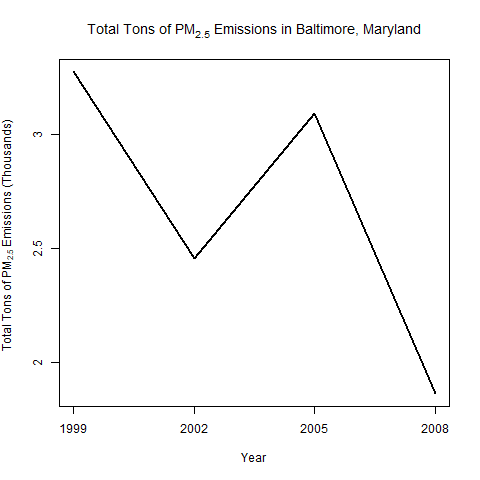 Total Tons of PM2.5 Emissions in Baltimore, Maryland
Total Tons of PM2.5 Emissions (Thousands)
3
2.5
2
1999 2002 2005 2008
Year